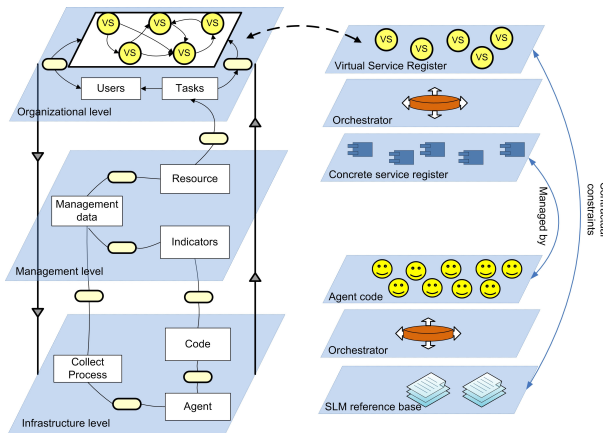 VS
VS
VS
VS
VS
Users
Tasks
Organizational level
Resource
Management
data
Indicators
Management level
Code
Collect
Process
Agent
Infrastructure level
VS
VS
VS
VS
VS
Virtual Service Register
Orchestrator
Concrete service register
Managed by
constraints
Agent code
Orchestrator
SLM reference base